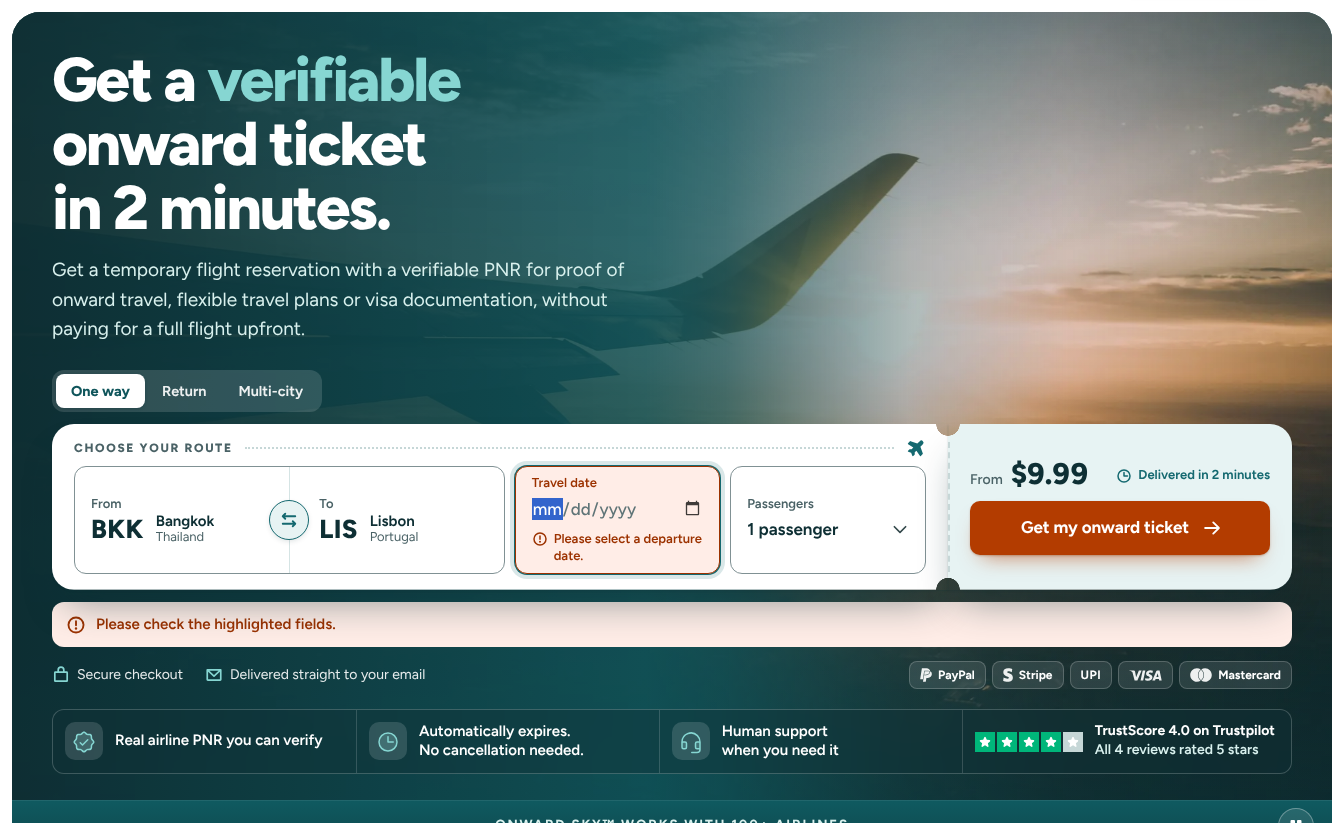 Get a verifiable
onward ticket
in 2 minutes.
Get a temporary flight reservation with a verifiable PNR for proof of
onward travel, flexible travel plans or visa documentation, without
paying for a full flight upfront.
One way Return Multi-city
CHOOSE YOUR ROUTE
From
BKK Bangkok
Thailand
To
LIS Lisbon
Portugal
Travel date
mm/dd/yyyy
Please select a departure
date.
Passengers
1 passenger
From $9.99 Delivered in 2 minutes
Get my onward ticket
Please check the highlighted fields.
Secure checkout Delivered straight to your email
PayPal Stripe UPI VISA Mastercard
Real airline PNR you can verify
Automatically expires.
No cancellation needed.
Human support
when you need it
TrustScore 4.0 on Trustpilot
All 4 reviews rated 5 stars
ONWARD SKY™ WORKS WITH 100+ AIRLINES